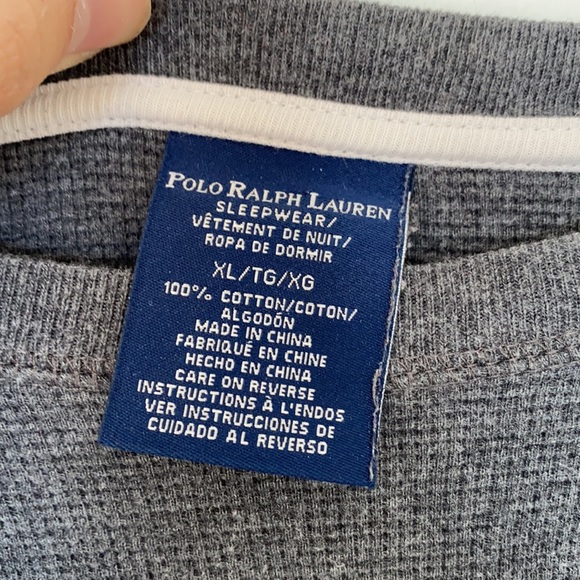 POLO RALPH LAUREN
SLEEPWEAR/
VÊTEMENT DE NUIT/
ROPA DE DORMIR
XL/TG/XG
100% COTTON/COTON/
ALGODÓN
MADE IN CHINA
FABRIQUÉ EN CHINE
HECHO EN CHINA
CARE ON REVERSE
INSTRUCTIONS À L'ENDOS
VER INSTRUCCIONES DE
CUIDADO AL REVERSO